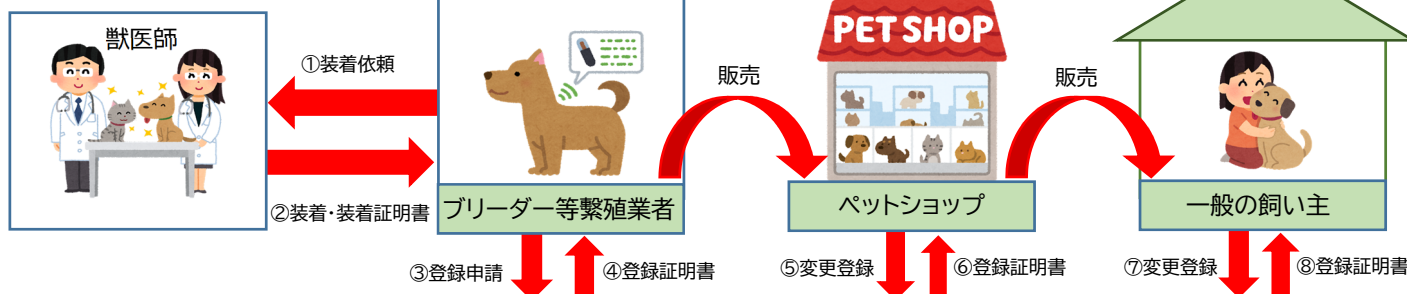 獣医師
①装着依頼
②装着・装着証明書
ブリーダー等繫殖業者
③登録申請
④登録証明書
販売
PET SHOP
ペットショップ
⑤変更登録
⑥登録証明書
販売
一般の飼い主
⑦変更登録
⑧登録証明書